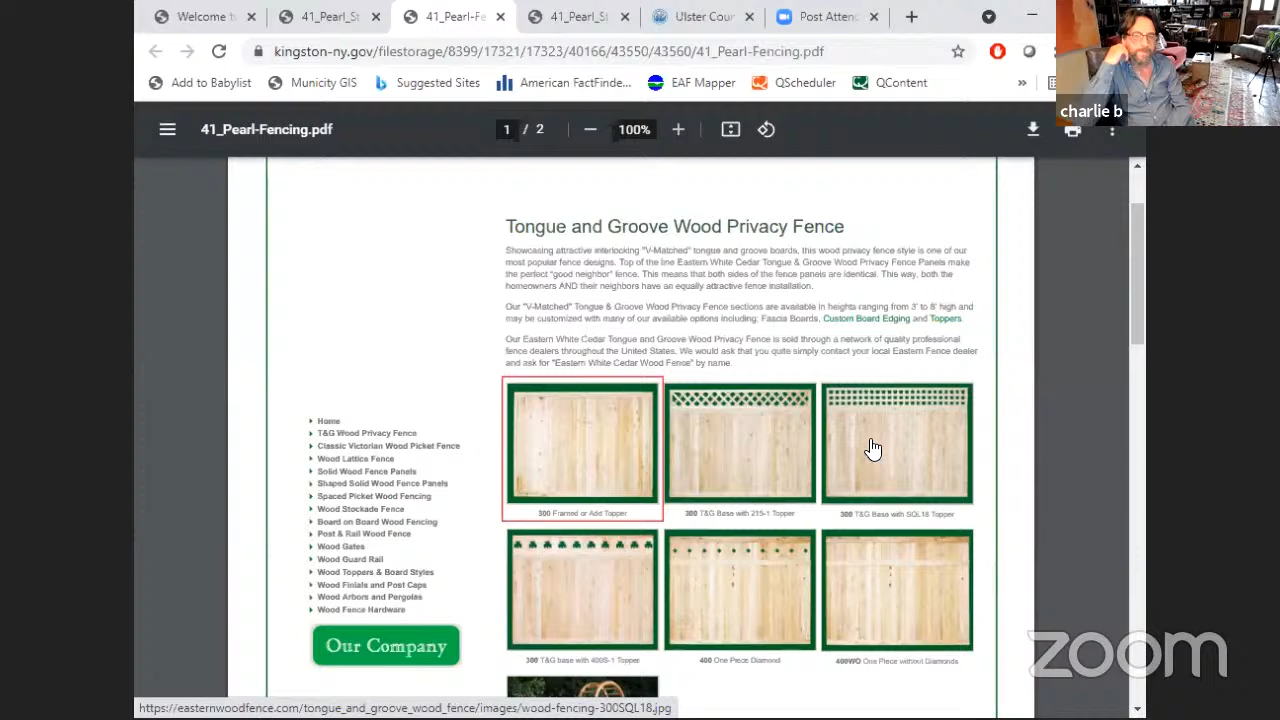 Welcome t
41_Pearl_St
41_Pearl-Fe
41_Pearl_St
Ulster Cour
Post Attend
kingston-ny.gov/filestorage/8399/17321/17323/40166/43550/43560/41_Pearl-Fencing.pdf
Add to Babylist
Municity GIS
Suggested Sites
American FactFinde...
EAF Mapper
QScheduler
QContent
»
charlie b
41_Pearl-Fencing.pdf
1 / 2
100%
Tongue and Groove Wood Privacy Fence
Showcasing attractive interlocking "V-Matched" tongue and groove boards, this wood privacy fence style is one of our
most popular fence designs. Top of the line Eastern White Cedar Tongue & Groove Wood Privacy Fence Panels make
the perfect "good neighbor" fence. This means that both sides of the fence panels are identical. This way, both the
homeowners AND their neighbors have an equally attractive fence installation.
Our "V-Matched" Tongue & Groove Wood Privacy Fence sections are available in heights ranging from 3' to 8' high and
may be customized with many of our available options including; Fascia Boards, Custom Board Edging and Toppers.
Our Eastern White Cedar Tongue and Groove Wood Privacy Fence is sold through a network of quality professional
fence dealers throughout the United States. We would ask that you quite simply contact your local Eastern Fence dealer
and ask for "Eastern White Cedar Wood Fence" by name.
Home
T&G Wood Privacy Fence
Classic Victorian Wood Picket Fence
Wood Lattice Fence
Solid Wood Fence Panels
Shaped Solid Wood Fence Panels
Spaced Picket Wood Fencing
Wood Stockade Fence
Board on Board Wood Fencing
Post & Rail Wood Fence
Wood Gates
Wood Guard Rail
Wood Toppers & Board Styles
Wood Finials and Post Caps
Wood Arbors and Pergolas
Wood Fence Hardware
Our Company
300 Framed or Add Topper
300 T&G Base with 215-1 Topper
300 T&G Base with SQL18 Topper
300 T&G base with 400S-1 Topper
400 One Piece Diamond
400WO One Piece without Diamonds
https://easternwoodfence.com/tongue_and_groove_wood_fence/images/wood-fencing-300SQL18.jpg
zoom